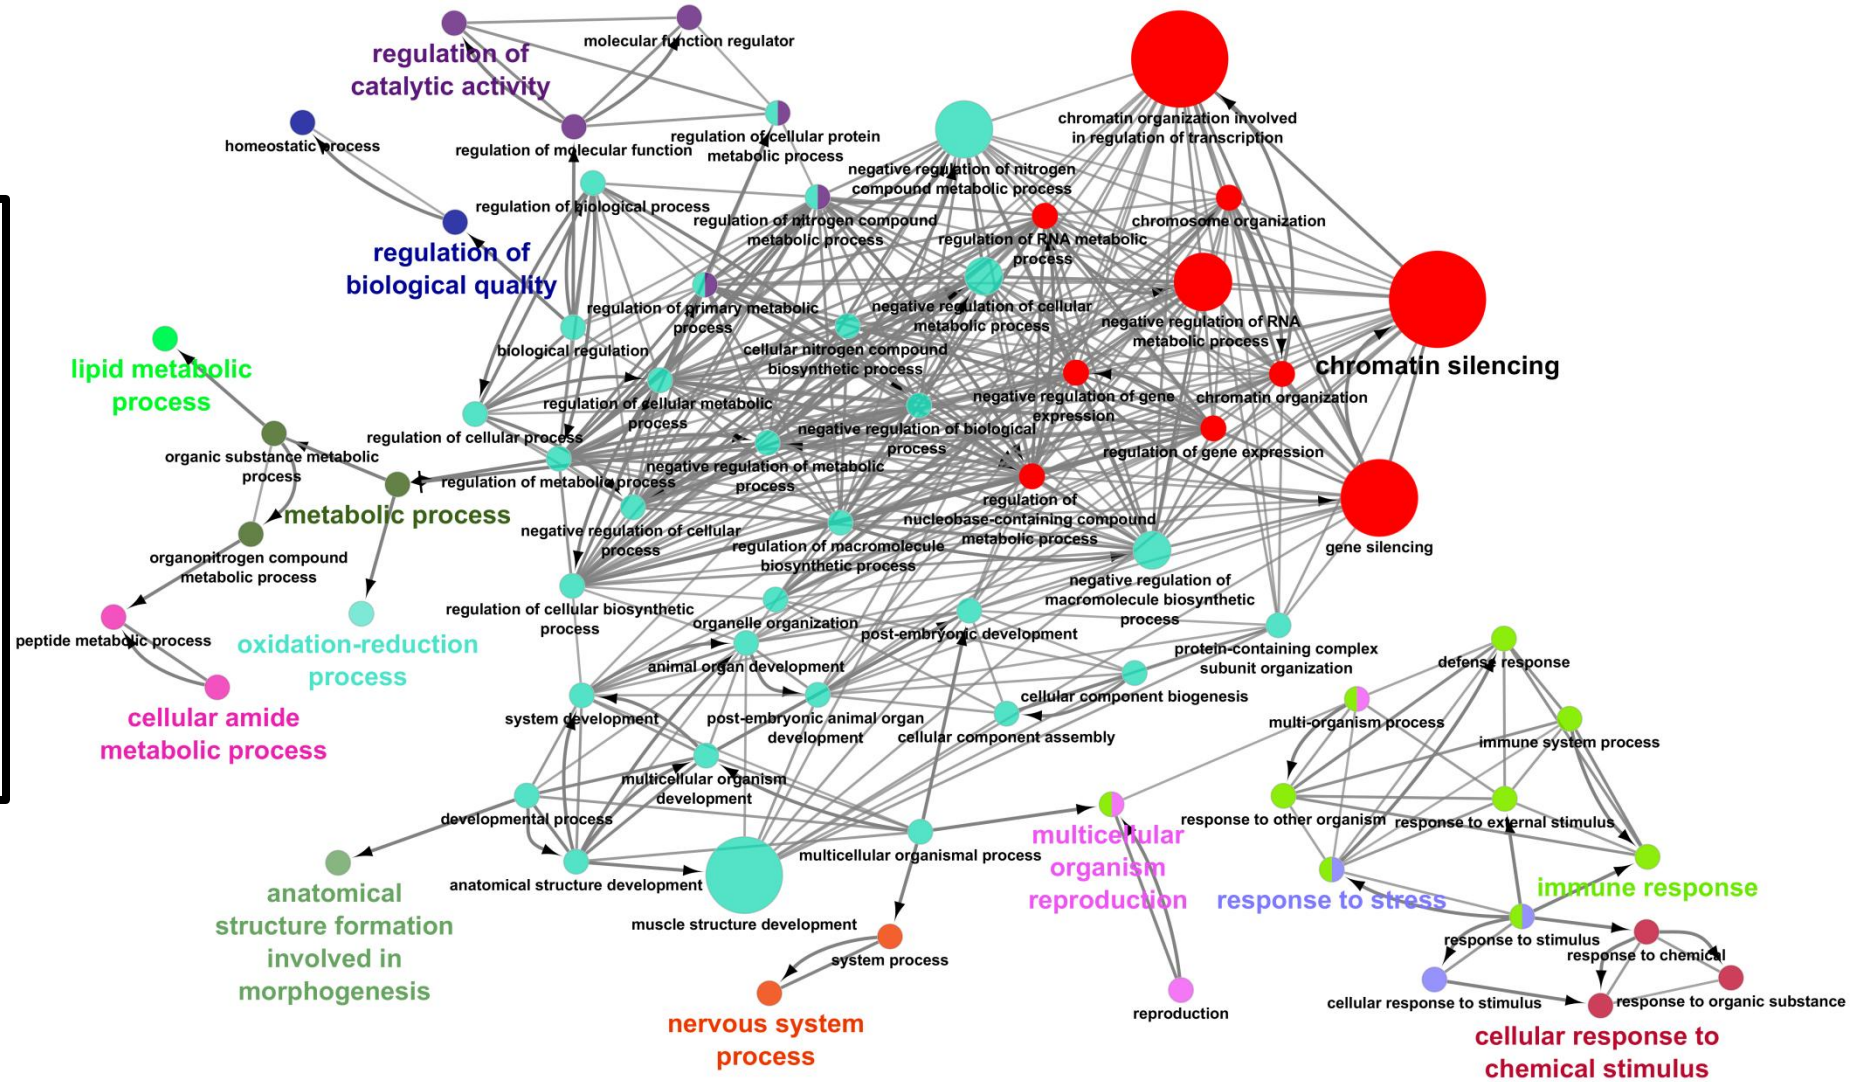 molecular function regulator
regulation of
catalytic activity
chromatin organization involved
in regulation of transcription
homeostatic process
regulation of molecular function
regulation of cellular protein
metabolic process
negative regulation of nitrogen
compound metabolic process
regulation of biological process
regulation of nitrogen compound
metabolic process
chromosome organization
regulation of RNA metabolic
process
regulation of
biological quality
regulation of primary metabolic
process
negative regulation of cellular
metabolic process
negative regulation of RNA
metabolic process
biological regulation
cellular nitrogen compound
biosynthetic process
chromatin silencing
lipid metabolic
process
regulation of cellular metabolic
process
negative regulation of gene
expression
chromatin organization
regulation of cellular process
negative regulation of biological
process
regulation of gene expression
organic substance metabolic
process
negative regulation of metabolic
process
regulation of metabolic process
metabolic process
regulation of
nucleobase-containing compound
metabolic process
negative regulation of cellular
process
regulation of macromolecule
biosynthetic process
gene silencing
organonitrogen compound
metabolic process
negative regulation of
macromolecule biosynthetic
process
regulation of cellular biosynthetic
process
organelle organization
post-embryonic development
peptide metabolic process
oxidation-reduction
process
animal organ development
protein-containing complex
subunit organization
defense response
cellular component biogenesis
cellular amide
metabolic process
system development
post-embryonic animal organ
development
cellular component assembly
multi-organism process
immune system process
multicellular organism
development
developmental process
multicellular organismal process
multicellular
organism
reproduction
response to other organism
response to external stimulus
anatomical structure development
muscle structure development
response to stress
immune response
anatomical
structure formation
involved in
morphogenesis
system process
response to stimulus
response to chemical
cellular response to stimulus
response to organic substance
reproduction
nervous system
process
cellular response to
chemical stimulus